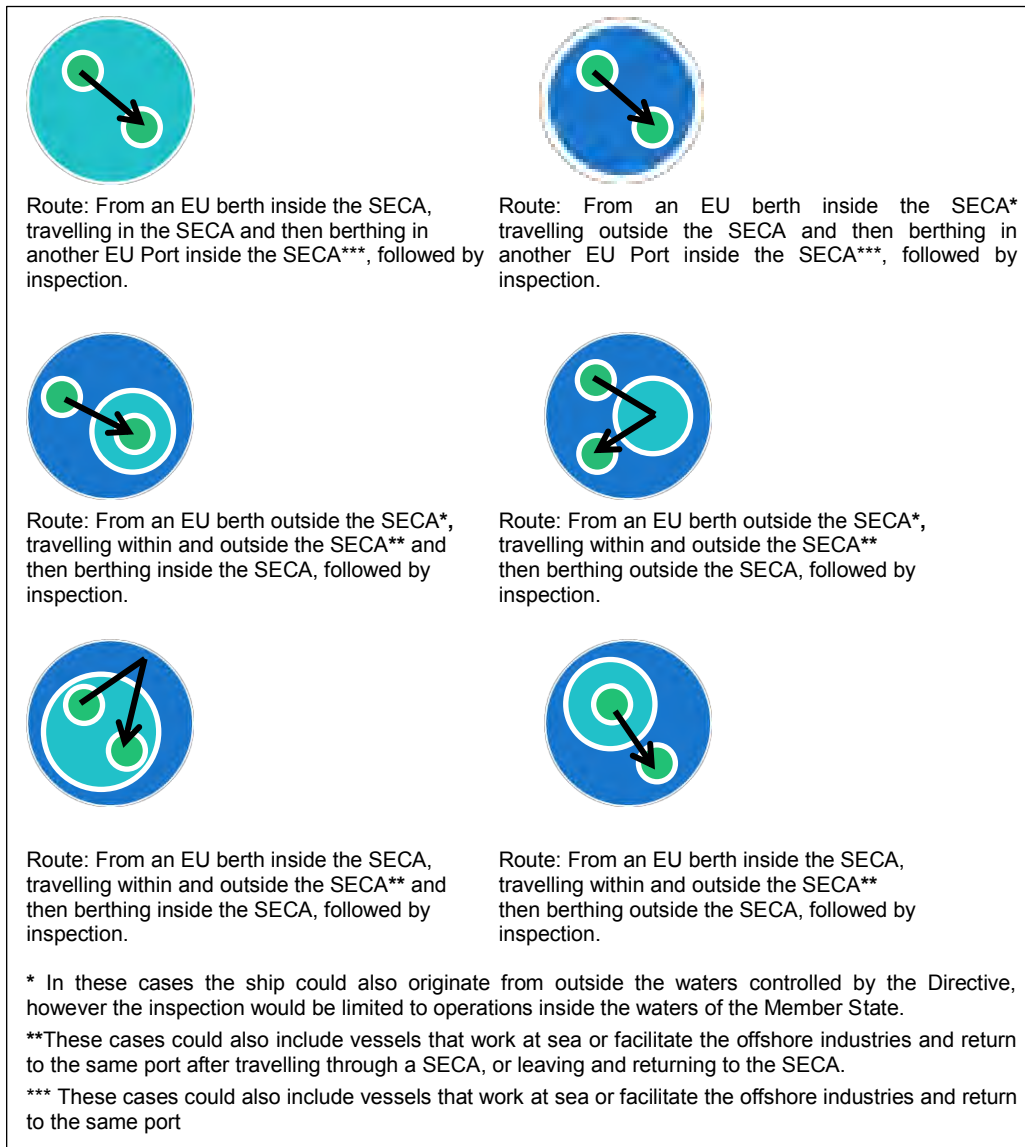 Route: From an EU berth inside the SECA,
travelling in the SECA and then berthing in
another EU Port inside the SECA***, followed by
inspection.
Route: From an EU berth inside the SECA*
travelling outside the SECA and then berthing in
another EU Port inside the SECA***, followed by
inspection.
Route: From an EU berth outside the SECA*,
travelling within and outside the SECA** and
then berthing inside the SECA, followed by
inspection.
Route: From an EU berth outside the SECA*,
travelling within and outside the SECA**
then berthing outside the SECA, followed by
inspection.
Route: From an EU berth inside the SECA,
travelling within and outside the SECA** and
then berthing inside the SECA, followed by
inspection.
Route: From an EU berth inside the SECA,
travelling within and outside the SECA**
then berthing outside the SECA, followed by
inspection.
* In these cases the ship could also originate from outside the waters controlled by the Directive,
however the inspection would be limited to operations inside the waters of the Member State.
**These cases could also include vessels that work at sea or facilitate the offshore industries and return
to the same port after travelling through a SECA, or leaving and returning to the SECA.
*** These cases could also include vessels that work at sea or facilitate the offshore industries and return
to the same port